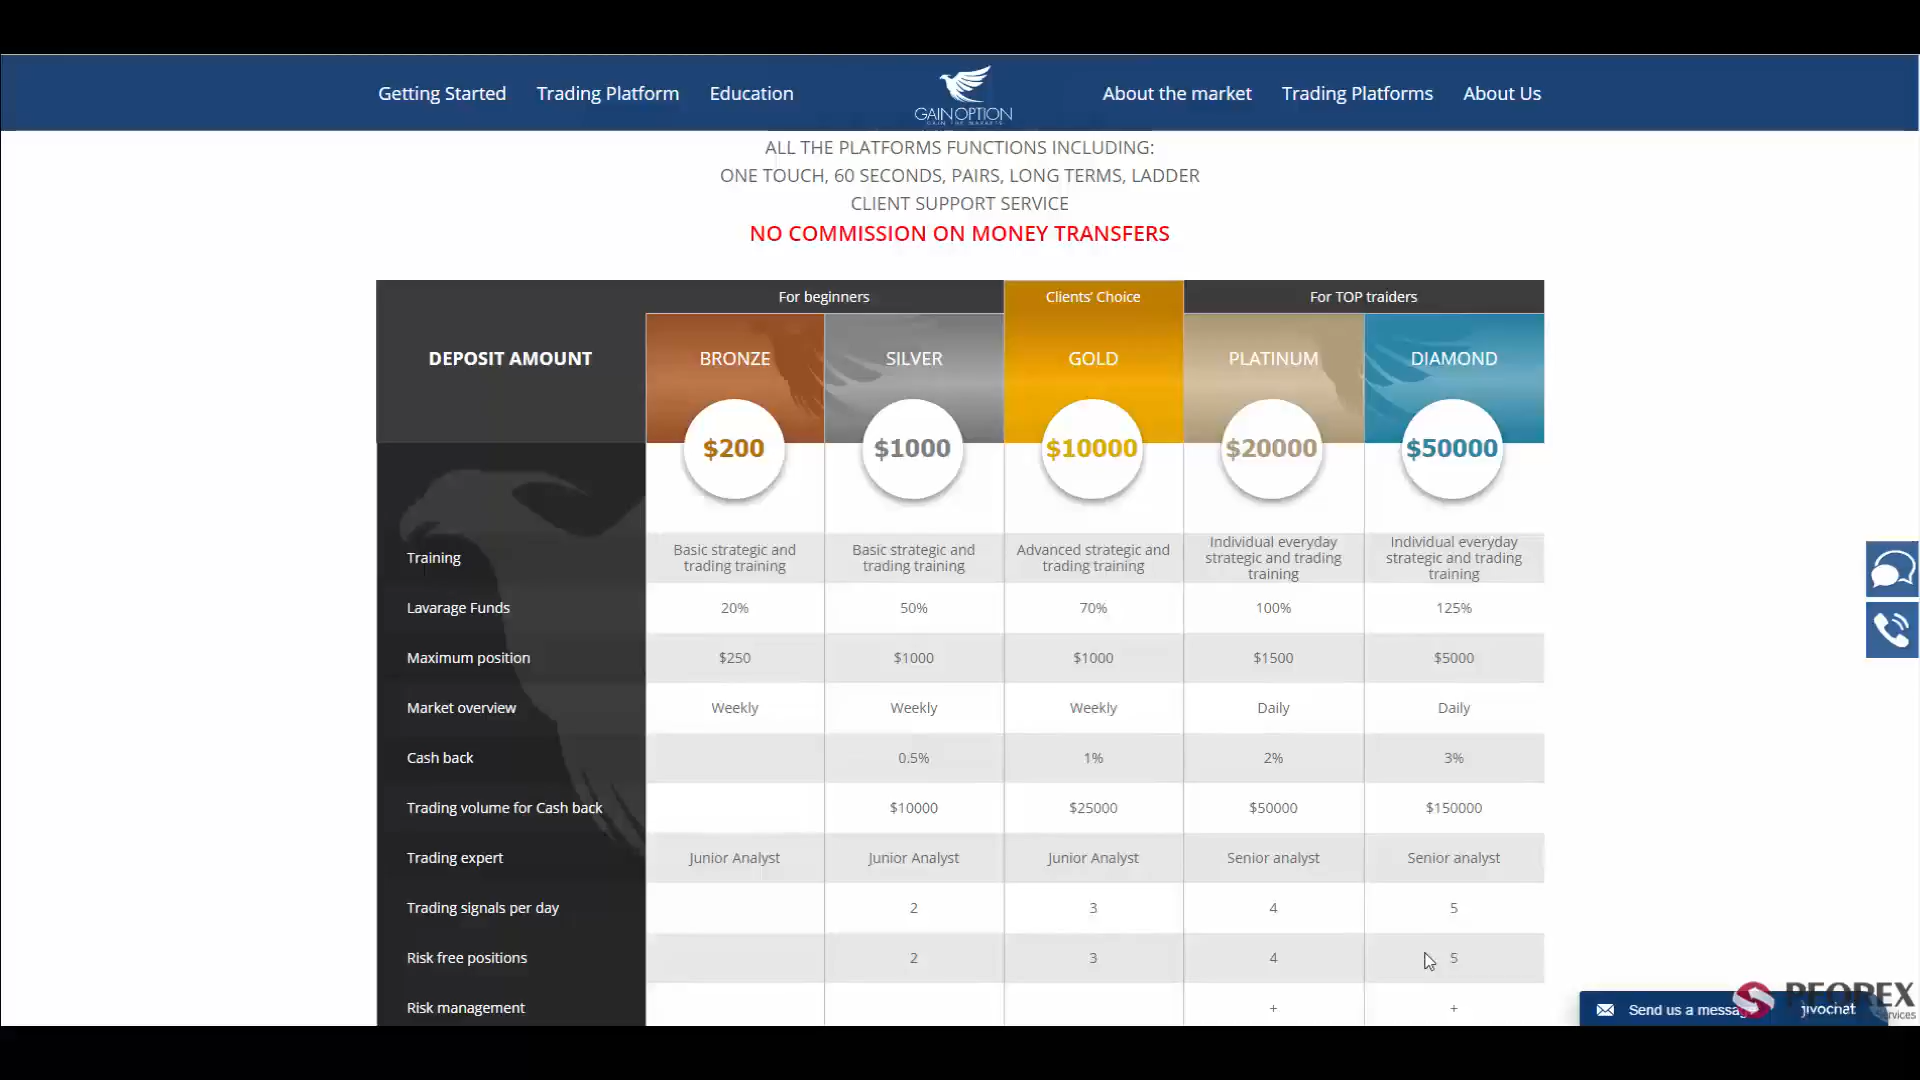 Getting Started Trading Platform Education GAINOPTION About the market Trading Platforms About Us
ALL THE PLATFORMS FUNCTIONS INCLUDING:
ONE TOUCH, 60 SECONDS, PAIRS, LONG TERMS, LADDER
CLIENT SUPPORT SERVICE
NO COMMISSION ON MONEY TRANSFERS
For beginners Clients' Choice For TOP traiders
DEPOSIT AMOUNT BRONZE SILVER GOLD PLATINUM DIAMOND
$200 $1000 $10000 $20000 $50000
Training Basic strategic and trading training Basic strategic and trading training Advanced strategic and trading training Individual everyday strategic and trading training Individual everyday strategic and trading training
Lavarage Funds 20% 50% 70% 100% 125%
Maximum position $250 $1000 $1000 $1500 $5000
Market overview Weekly Weekly Weekly Daily Daily
Cash back 0.5% 1% 2% 3%
Trading volume for Cash back $10000 $25000 $50000 $150000
Trading expert Junior Analyst Junior Analyst Junior Analyst Senior analyst Senior analyst
Trading signals per day 2 3 4 5
Risk free positions 2 3 4 5
Risk management + +
Send us a messag jivochat
PFOREX
Services